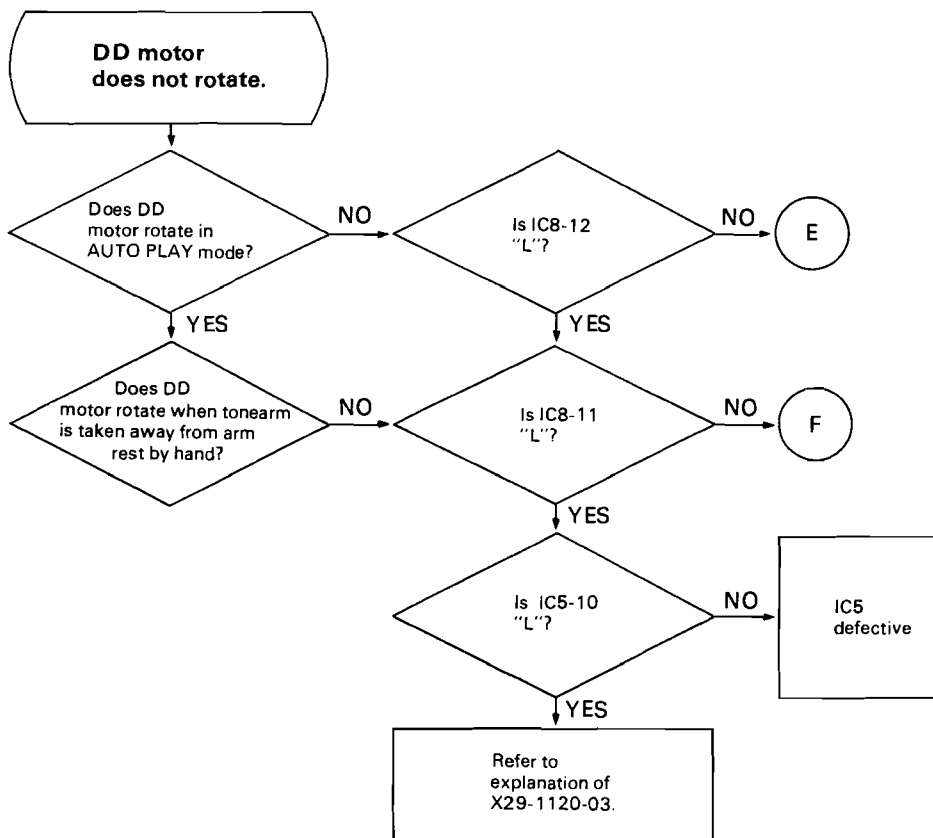 DD motor
does not rotate.
Does DD
motor rotate in
AUTO PLAY mode?
NO
Is IC8-12
"L"?
NO
E
YES
YES
Does DD
motor rotate when tonearm
is taken away from arm
rest by hand?
NO
Is IC8-11
"L"?
NO
F
YES
Is IC5-10
"L"?
NO
IC5
defective
YES
Refer to
explanation of
X29-1120-03.